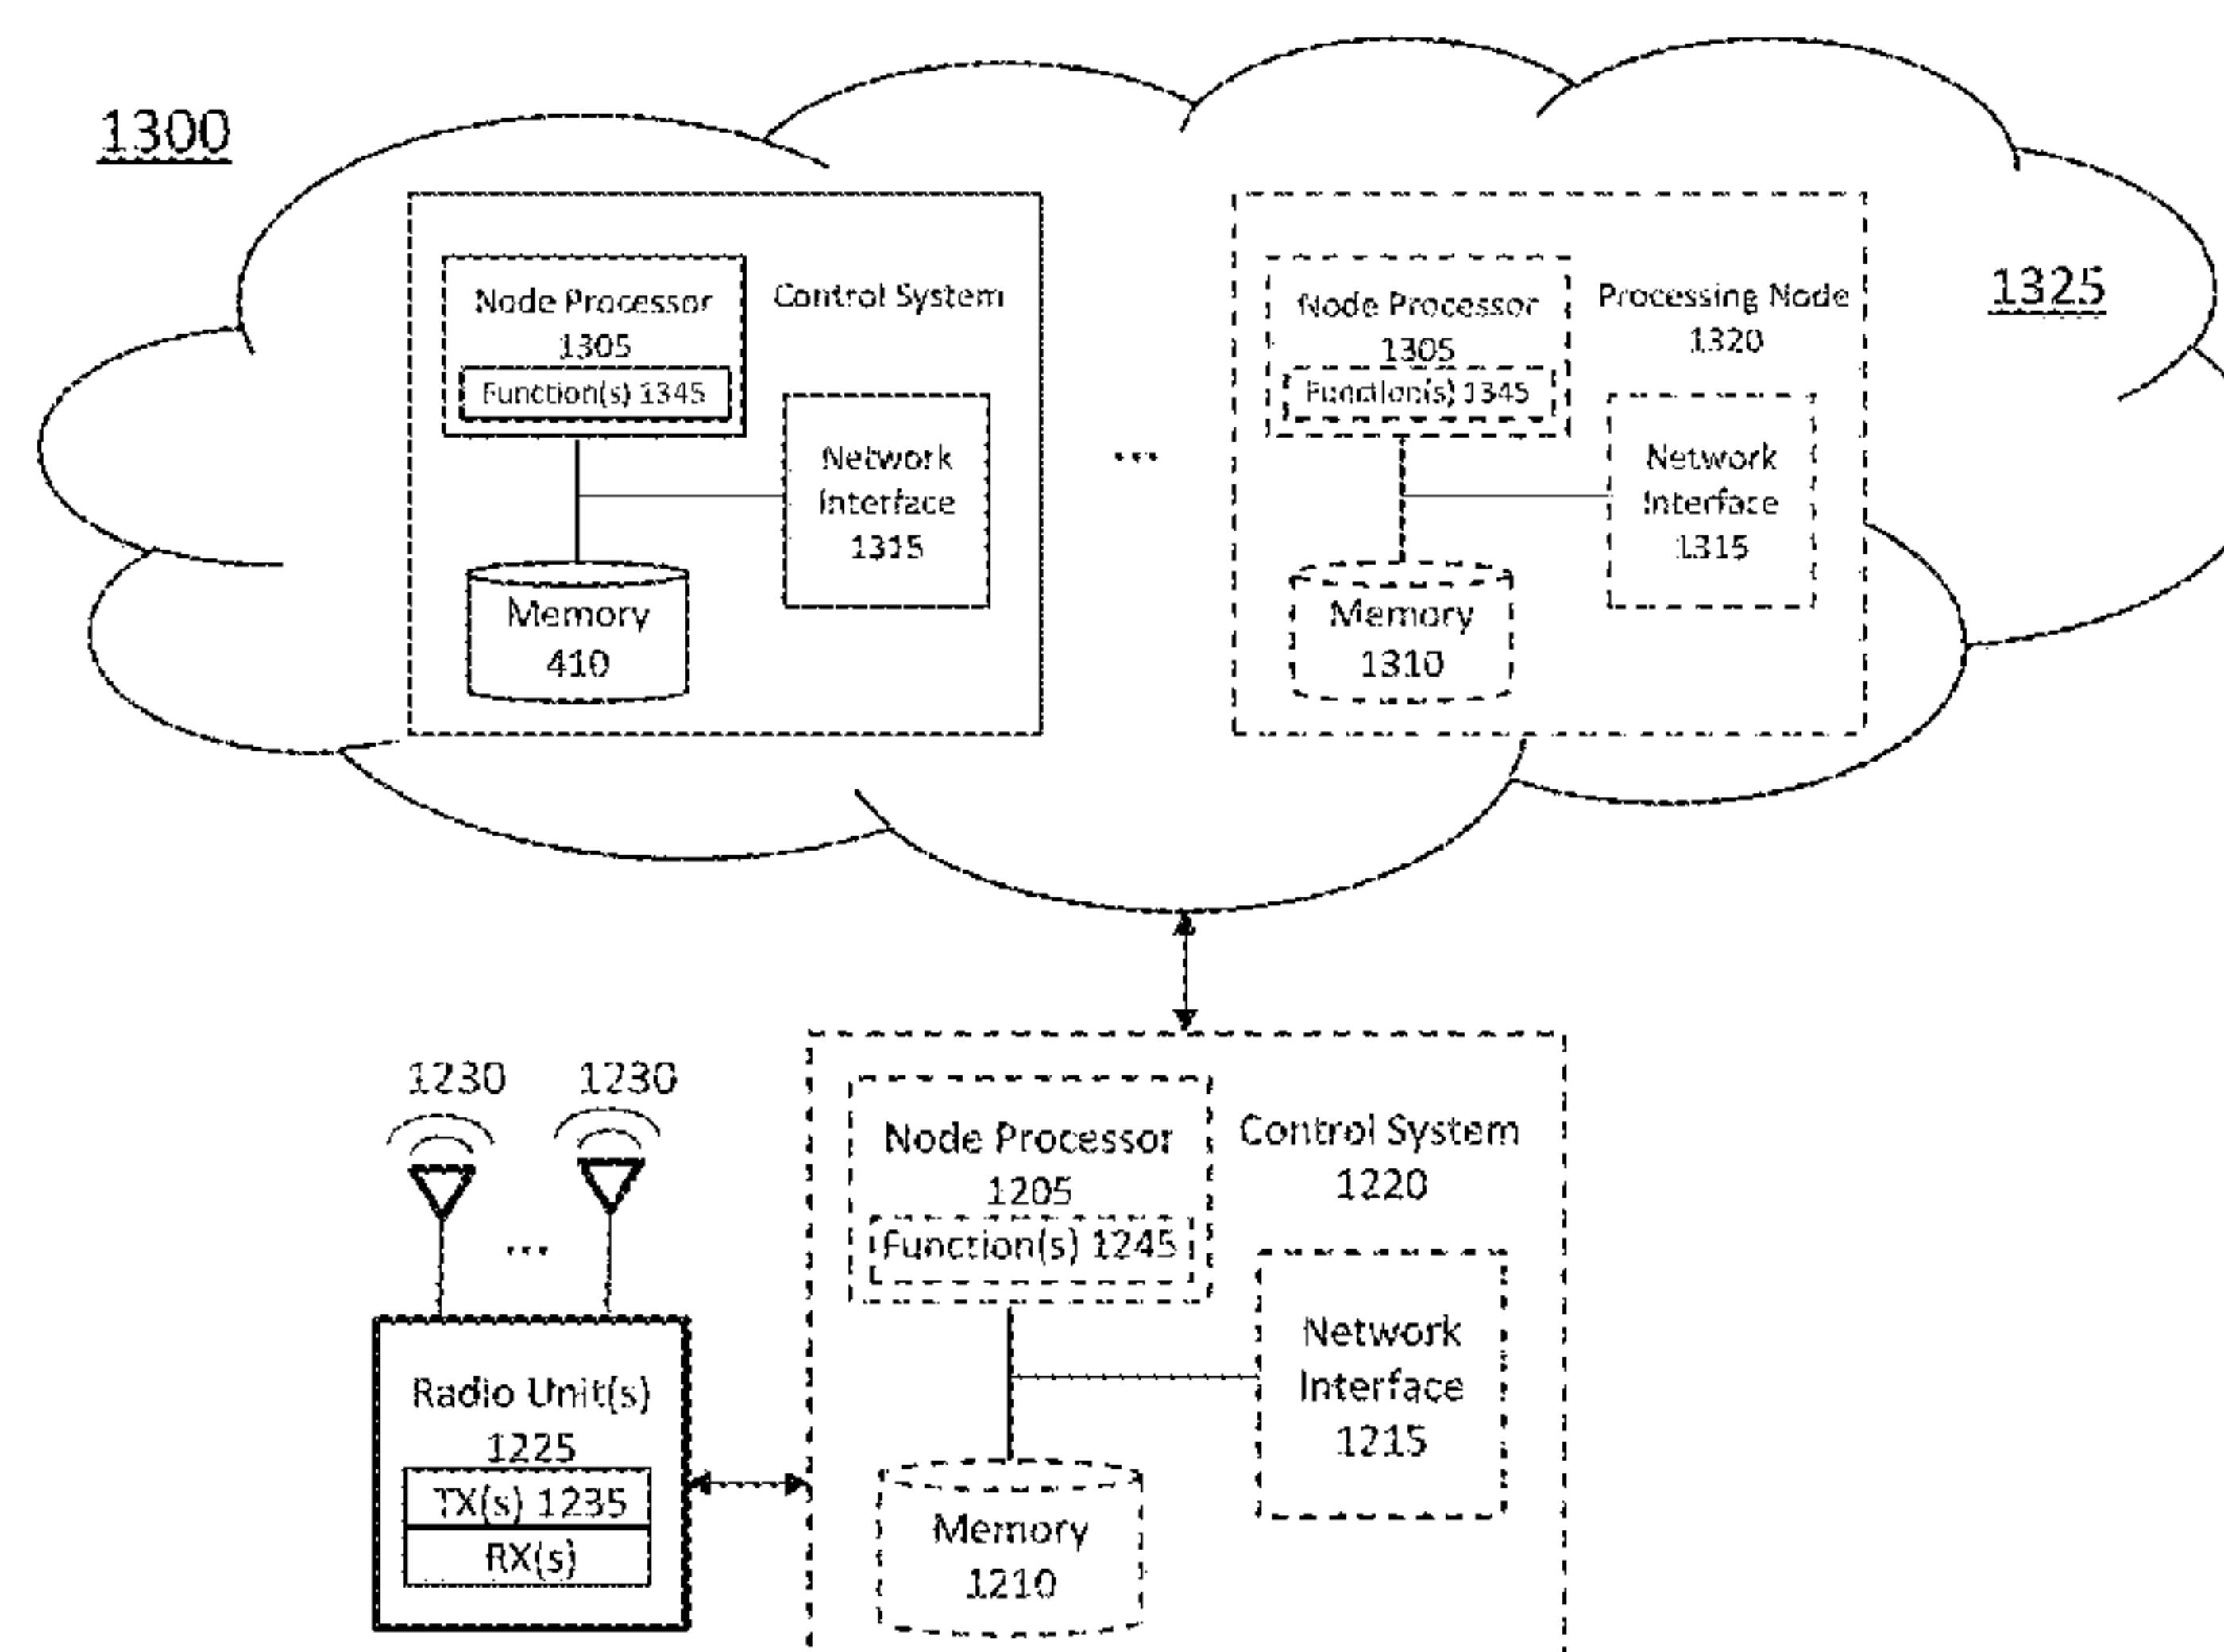 1300
1325
Node Processor
1305
Function(s) 1345
Control System
Network
Interface
1315
Memory
410
...
Node Processor
1305
Function(s) 1345
Processing Node
1320
Network
Interface
1315
Memory
1310
1230 1230
...
Radio Unit(s)
1225
TX(s) 1235
RX(s)
Node Processor
1205
Function(s) 1245
Control System
1220
Network
Interface
1215
Memory
1210